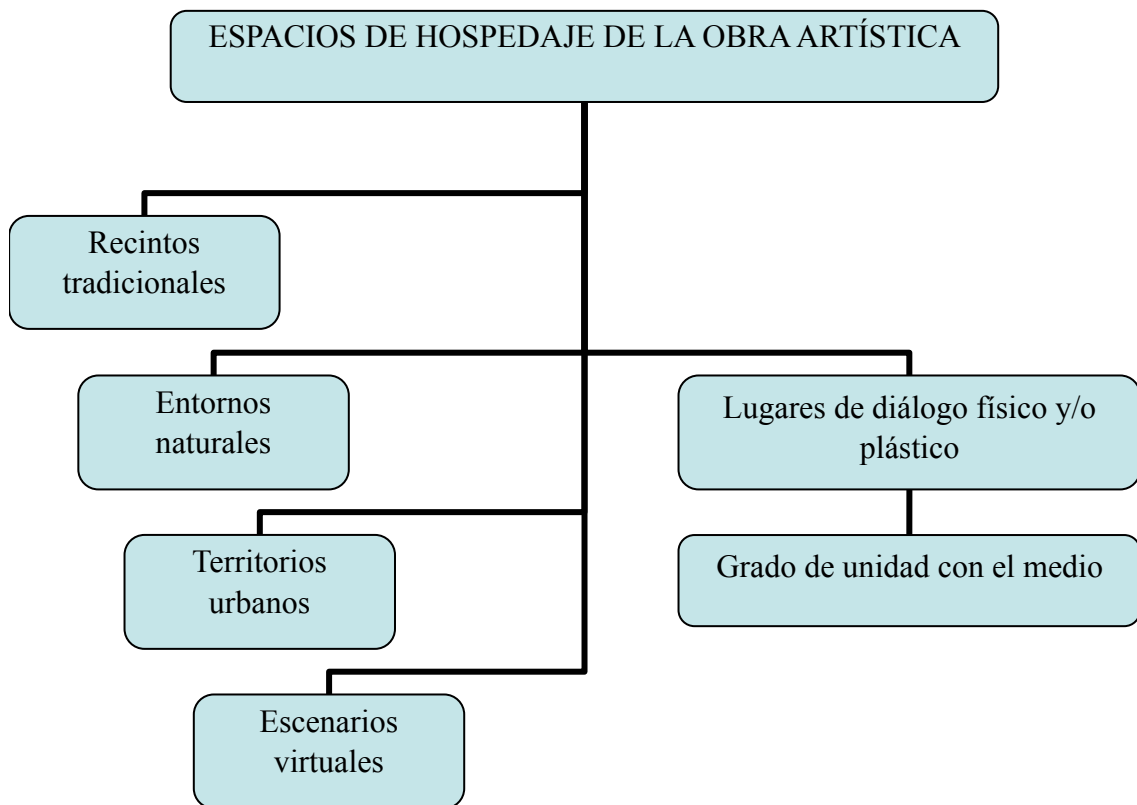 ESPACIOS DE HOSPEDAJE DE LA OBRA ARTÍSTICA
Recintos
tradicionales
Entornos
naturales
Lugares de diálogo físico y/o
plástico
Territorios
urbanos
Grado de unidad con el medio
Escenarios
virtuales